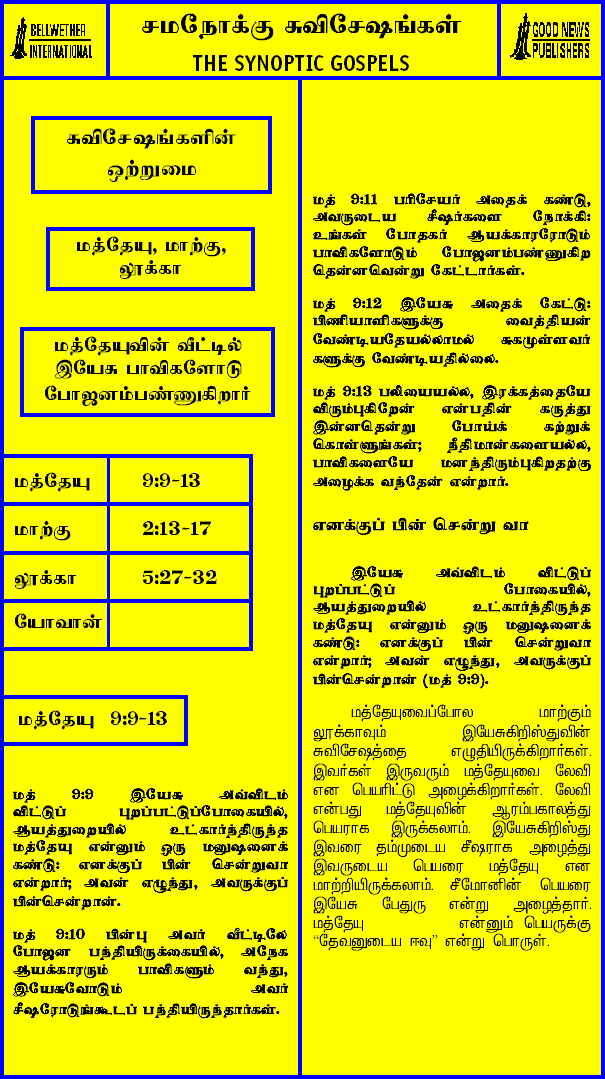 BELLWETHER
INTERNATIONAL
சமநோக்கு சுவிசேஷங்கள்
THE SYNOPTIC GOSPELS
GOOD NEWS
PUBLISHERS
சுவிசேஷங்களின்
ஒற்றுமை
மத்தேயு, மாற்கு,
லூக்கா
மத்தேயுவின் வீட்டில்
இயேசு பாவிகளோடு
போஜனம்பண்ணுகிறார்
மத்தேயு 9:9-13
மாற்கு 2:13-17
லூக்கா 5:27-32
யோவான்
மத்தேயு 9:9-13
மத் 9:9 இயேசு அவ்விடம்
விட்டுப் புறப்பட்டுப்போகையில்,
ஆயத்துறையில் உட்கார்ந்திருந்த
மத்தேயு என்னும் ஒரு மனுஷனைக்
கண்டு: எனக்குப் பின் சென்றுவா
என்றார்; அவன் எழுந்து, அவருக்குப்
பின்சென்றான்.
மத் 9:10 பின்பு அவர் வீட்டிலே
போஜன பந்தியிருக்கையில், அநேக
ஆயக்காரரும் பாவிகளும் வந்து,
இயேசுவோடும் அவர்
சீஷரோடுங்கூடப் பந்தியிருந்தார்கள்.
மத் 9:11 பரிசேயர் அதைக் கண்டு,
அவருடைய சீஷர்களை நோக்கி:
உங்கள் போதகர் ஆயக்காரரோடும்
பாவிகளோடும் போஜனம்பண்ணுகிற
தென்னவென்று கேட்டார்கள்.
மத் 9:12 இயேசு அதைக் கேட்டு:
பிணியாளிகளுக்கு வைத்தியன்
வேண்டியதேயல்லாமல் சுகமுள்ளவர்
களுக்கு வேண்டியதில்லை.
மத் 9:13 பலியையல்ல, இரக்கத்தையே
விரும்புகிறேன் என்பதின் கருத்து
இன்னதென்று போய்க் கற்றுக்
கொள்ளுங்கள்; நீதிமான்களையல்ல,
பாவிகளையே மனந்திரும்புகிறதற்கு
அழைக்க வந்தேன் என்றார்.
எனக்குப் பின் சென்று வா
இயேசு அவ்விடம் விட்டுப்
புறப்பட்டுப் போகையில்,
ஆயத்துறையில் உட்கார்ந்திருந்த
மத்தேயு என்னும் ஒரு மனுஷனைக்
கண்டு: எனக்குப் பின் சென்றுவா
என்றார்; அவன் எழுந்து, அவருக்குப்
பின்சென்றான் (மத் 9:9).
மத்தேயுவைப்போல மாற்கும்
லூக்காவும் இயேசுகிறிஸ்துவின்
சுவிசேஷத்தை எழுதியிருக்கிறார்கள்.
இவர்கள் இருவரும் மத்தேயுவை லேவி
என பெயரிட்டு அழைக்கிறார்கள். லேவி
என்பது மத்தேயுவின் ஆரம்பகாலத்து
பெயராக இருக்கலாம். இயேசுகிறிஸ்து
இவரை தம்முடைய சீஷராக அழைத்து
இவருடைய பெயரை மத்தேயு என
மாற்றியிருக்கலாம். சீமோனின் பெயரை
இயேசு பேதுரு என்று அழைத்தார்.
மத்தேயு என்னும் பெயருக்கு
“தேவனுடைய ஈவு” என்று பொருள்.